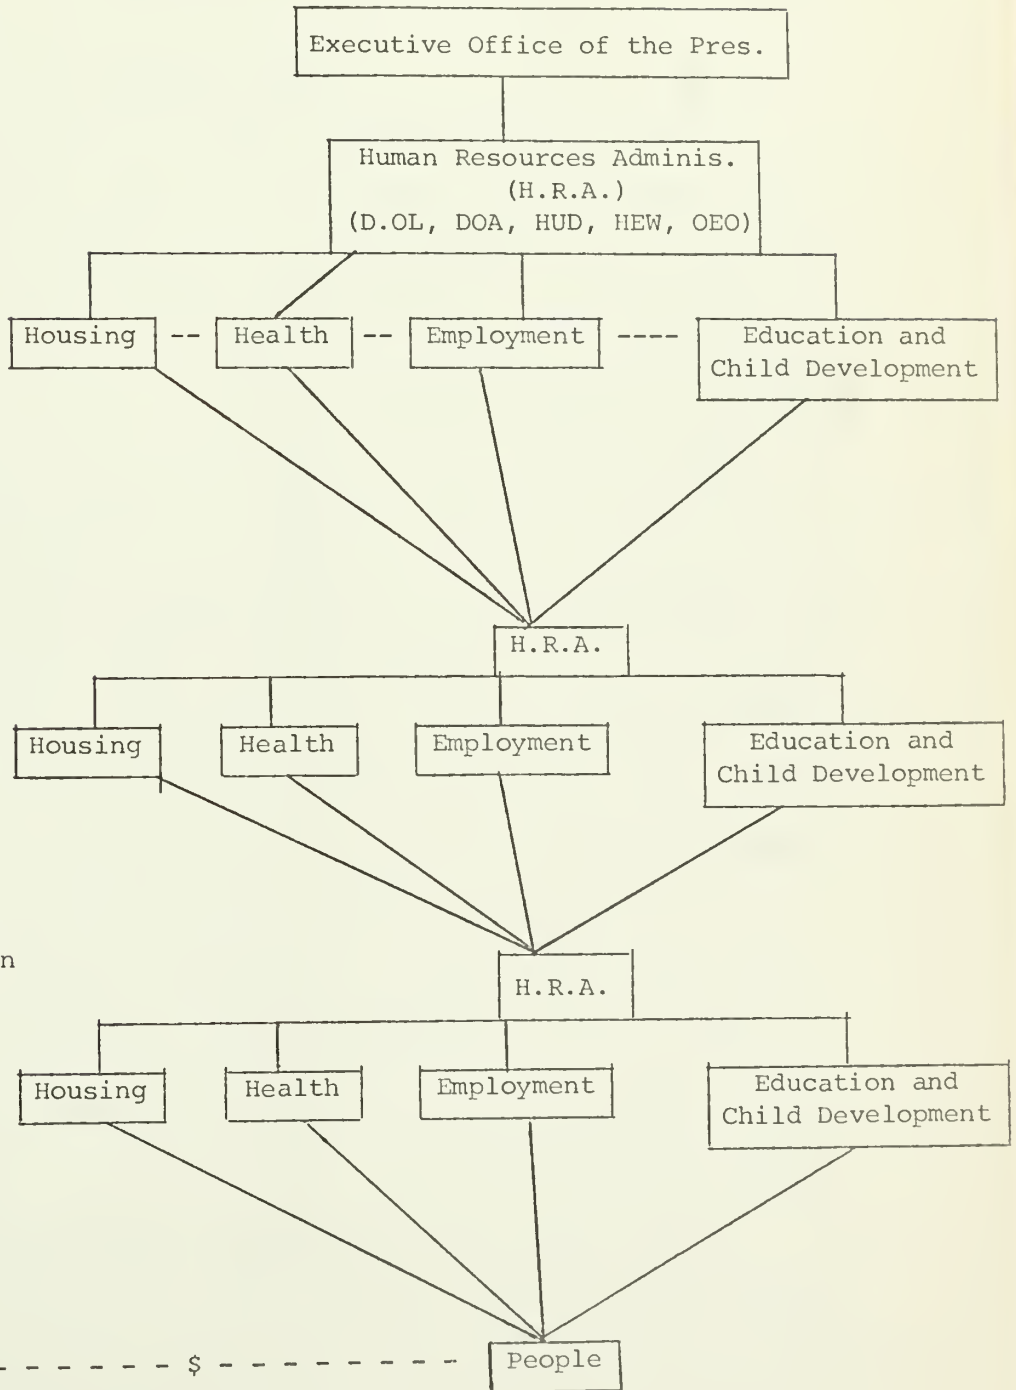 Executive Office of the Pres.
Human Resources Adminis.
(H.R.A.)
(D.OL, DOA, HUD, HEW, OEO)
Housing -- Health -- Employment ---- Education and
Child Development
H.R.A.
Housing Health Employment Education and
Child Development
n
H.R.A.
Housing Health Employment Education and
Child Development
- - - - - - $ - - - - - - - People